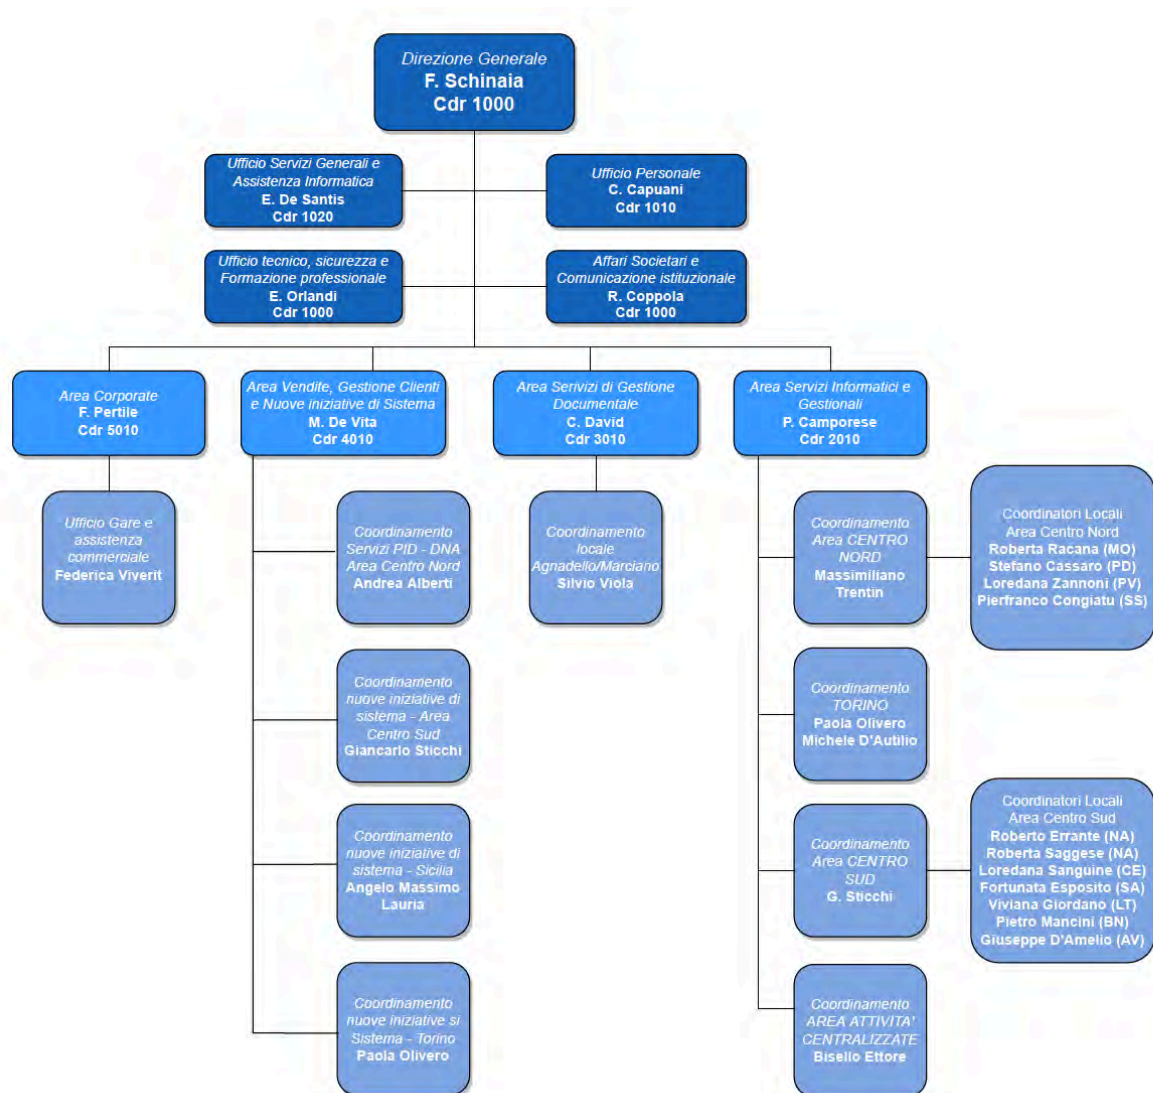 Direzione Generale
F. Schinaia
Cdr 1000
Ufficio Servizi Generali e
Assistenza Informatica
E. De Santis
Cdr 1020
Ufficio Personale
C. Capuani
Cdr 1010
Ufficio tecnico, sicurezza e
Formazione professionale
E. Orlandi
Cdr 1000
Affari Societari e
Comunicazione istituzionale
R. Coppola
Cdr 1000
Area Corporate
F. Pertile
Cdr 5010
Area Vendite, Gestione Clienti
e Nuove iniziative di Sistema
M. De Vita
Cdr 4010
Area Servizi di Gestione
Documentale
C. David
Cdr 3010
Area Servizi Informatici e
Gestionali
P. Camporese
Cdr 2010
Ufficio Gare e
assistenza
commerciale
Federica Viverit
Coordinamento
Servizi PID - DNA
Area Centro Nord
Andrea Alberti
Coordinamento
locale
Agnadello/Marciano
Silvio Viola
Coordinamento
Area CENTRO
NORD
Massimiliano
Trentin
Coordinatori Locali
Area Centro Nord
Roberta Racana (MO)
Stefano Cassaro (PD)
Loredana Zannoni (PV)
Pierfranco Congiatu (SS)
Coordinamento
nuove iniziative di
sistema - Area
Centro Sud
Giancarlo Sticchi
Coordinamento
TORINO
Paola Olivero
Michele D'Autilio
Coordinamento
nuove iniziative di
sistema - Sicilia
Angelo Massimo
Lauria
Coordinamento
Area CENTRO
SUD
G. Sticchi
Coordinatori Locali
Area Centro Sud
Roberto Errante (NA)
Roberta Saggese (NA)
Loredana Sanguine (CE)
Fortunata Esposito (SA)
Viviana Giordano (LT)
Pietro Mancini (BN)
Giuseppe D'Amelio (AV)
Coordinamento
nuove iniziative si
Sistema - Torino
Paola Olivero
Coordinamento
AREA ATTIVITA'
CENTRALIZZATE
Bisello Ettore